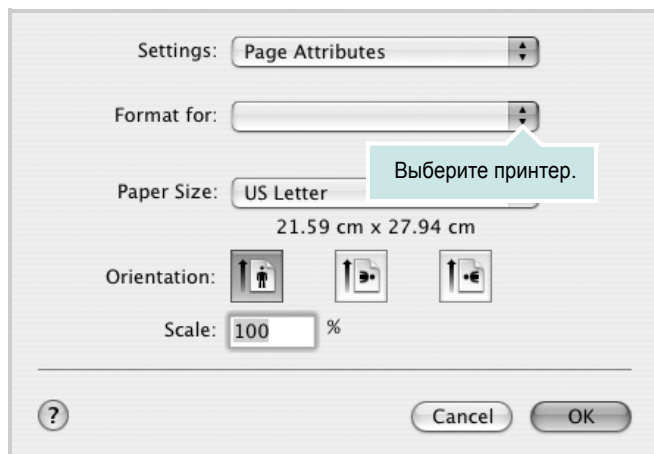 Settings: Page Attributes
Format for:
Выберите принтер.
Paper Size: US Letter
21.59 cm x 27.94 cm
Orientation:
Scale: 100 %
? Cancel OK